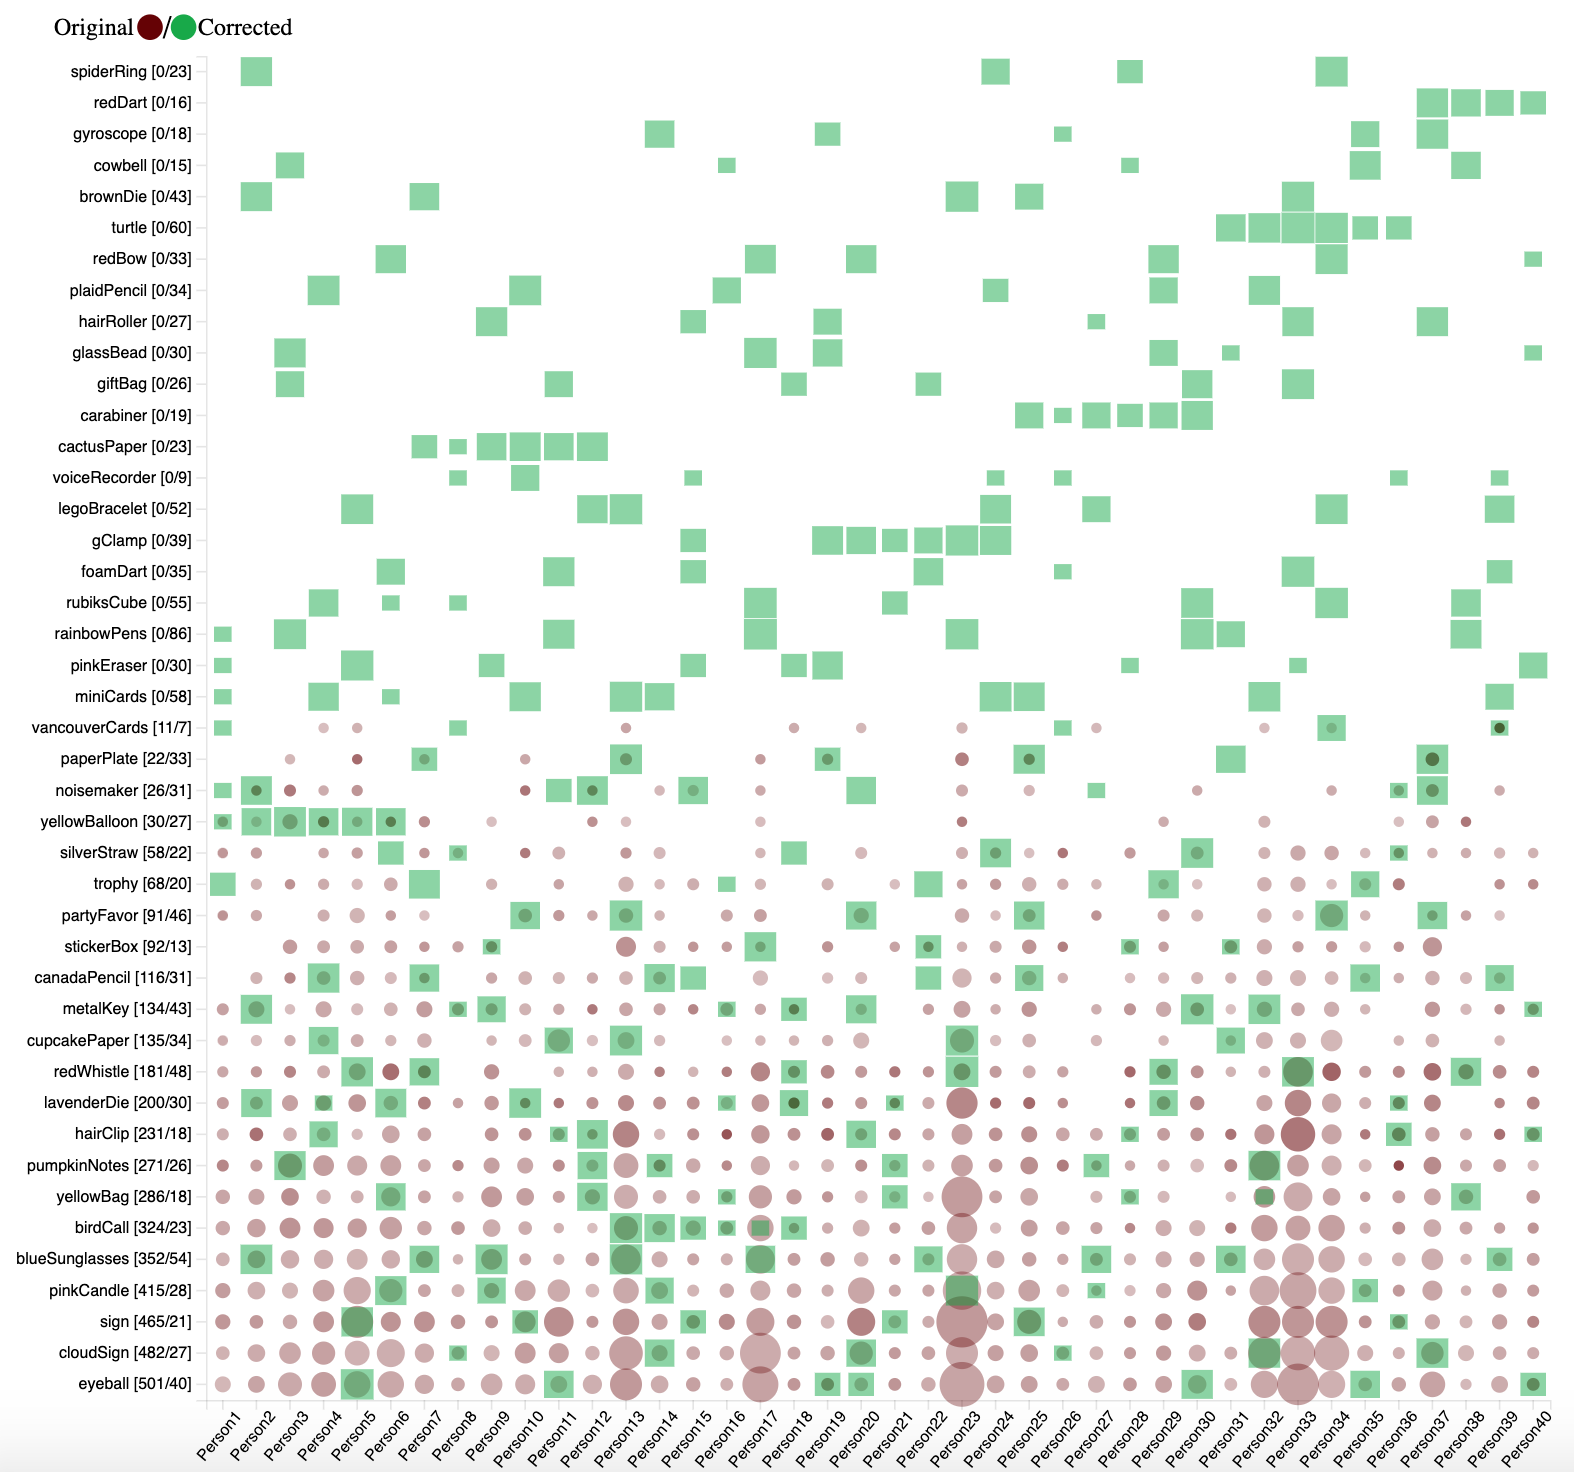 Original / Corrected
spiderRing [0/23]
redDart [0/16]
gyroscope [0/18]
cowbell [0/15]
brownDie [0/43]
turtle [0/60]
redBow [0/33]
plaidPencil [0/34]
hairRoller [0/27]
glassBead [0/30]
giftBag [0/26]
carabiner [0/19]
cactusPaper [0/23]
voiceRecorder [0/9]
legoBracelet [0/52]
gClamp [0/39]
foamDart [0/35]
rubiksCube [0/55]
rainbowPens [0/86]
pinkEraser [0/30]
miniCards [0/58]
vancouverCards [11/7]
paperPlate [22/33]
noisemaker [26/31]
yellowBalloon [30/27]
silverStraw [58/22]
trophy [68/20]
partyFavor [91/46]
stickerBox [92/13]
canadaPencil [116/31]
metalKey [134/43]
cupcakePaper [135/34]
redWhistle [181/48]
lavenderDie [200/30]
hairClip [231/18]
pumpkinNotes [271/26]
yellowBag [286/18]
birdCall [324/23]
blueSunglasses [352/54]
pinkCandle [415/28]
sign [465/21]
cloudSign [482/27]
eyeball [501/40]
Person1
Person2
Person3
Person4
Person5
Person6
Person7
Person8
Person9
Person10
Person11
Person12
Person13
Person14
Person15
Person16
Person17
Person18
Person19
Person20
Person21
Person22
Person23
Person24
Person25
Person26
Person27
Person28
Person29
Person30
Person31
Person32
Person33
Person34
Person35
Person36
Person37
Person38
Person39
Person40